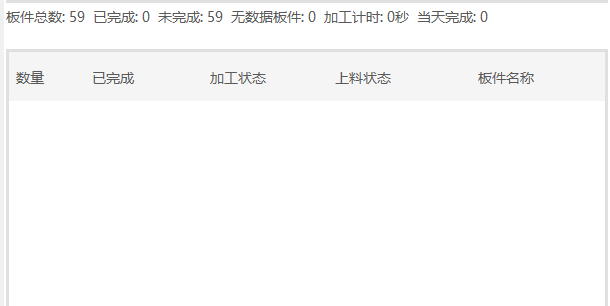 板件总数: 59 已完成: 0 未完成: 59 无数据板件: 0 加工计时: 0秒 当天完成: 0
数量 已完成 加工状态 上料状态 板件名称